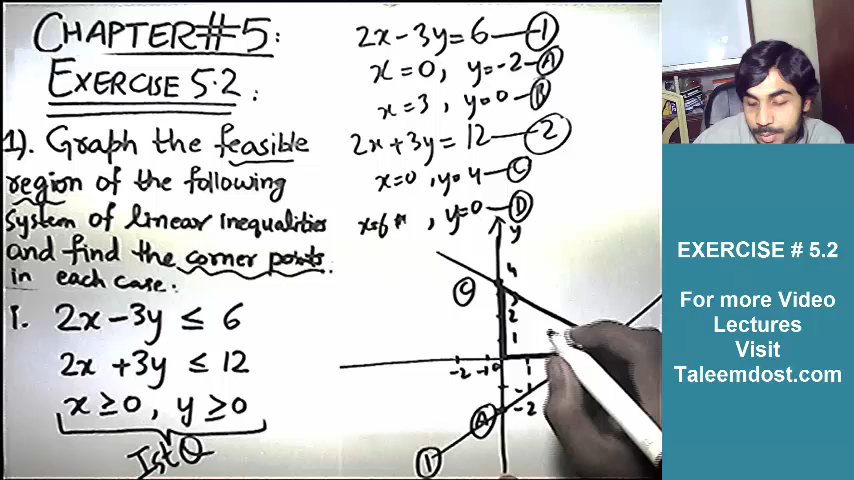 CHAPTER#5:
EXERCISE 5.2:
1). Graph the feasible
region of the following
system of linear inequalities
and find the corner points
in each case.
I. 2x-3y ≤ 6
2x+3y ≤ 12
x≥0, y≥0
Ist Q
2x-3y=6 — 1
x=0, y=-2 — A
x=3, y=0 — B
2x+3y=12 — 2
x=0, y=4 — C
x=6, y=0 — D
y
4
3
2
1
C
-2 -1 0 1
-1
-2
A
1
EXERCISE # 5.2
For more Video
Lectures
Visit
Taleemdost.com